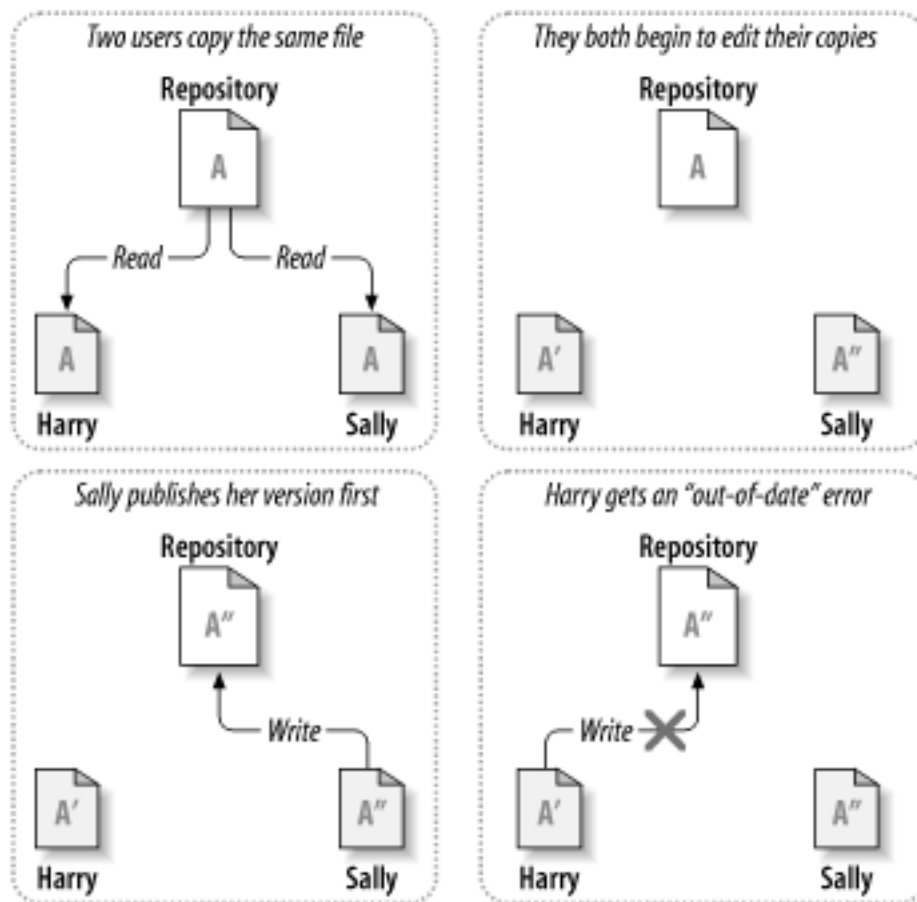 Two users copy the same file
Repository
A
Read Read
A A
Harry Sally
They both begin to edit their copies
Repository
A
A′ A″
Harry Sally
Sally publishes her version first
Repository
A″
Write
A′ A″
Harry Sally
Harry gets an “out-of-date” error
Repository
A″
Write
A′ A″
Harry Sally